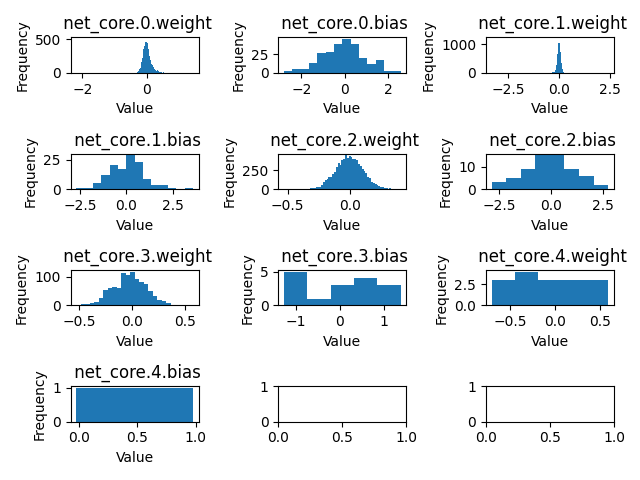 net_core.0.weight
500
0
−2
0
Frequency
Value
net_core.0.bias
25
0
−2
0
2
Frequency
Value
net_core.1.weight
1000
0
−2.5
0.0
2.5
Frequency
Value
net_core.1.bias
25
0
−2.5
0.0
2.5
Frequency
Value
net_core.2.weight
250
0
−0.5
0.0
Frequency
Value
net_core.2.bias
10
0
−2.5
0.0
2.5
Frequency
Value
net_core.3.weight
100
0
−0.5
0.0
0.5
Frequency
Value
net_core.3.bias
5
0
−1
0
1
Frequency
Value
net_core.4.weight
2.5
0.0
−0.5
0.0
0.5
Frequency
Value
net_core.4.bias
1
0
0.0
0.5
1.0
Frequency
Value
1
0
0.0
0.5
1.0
1
0
0.0
0.5
1.0